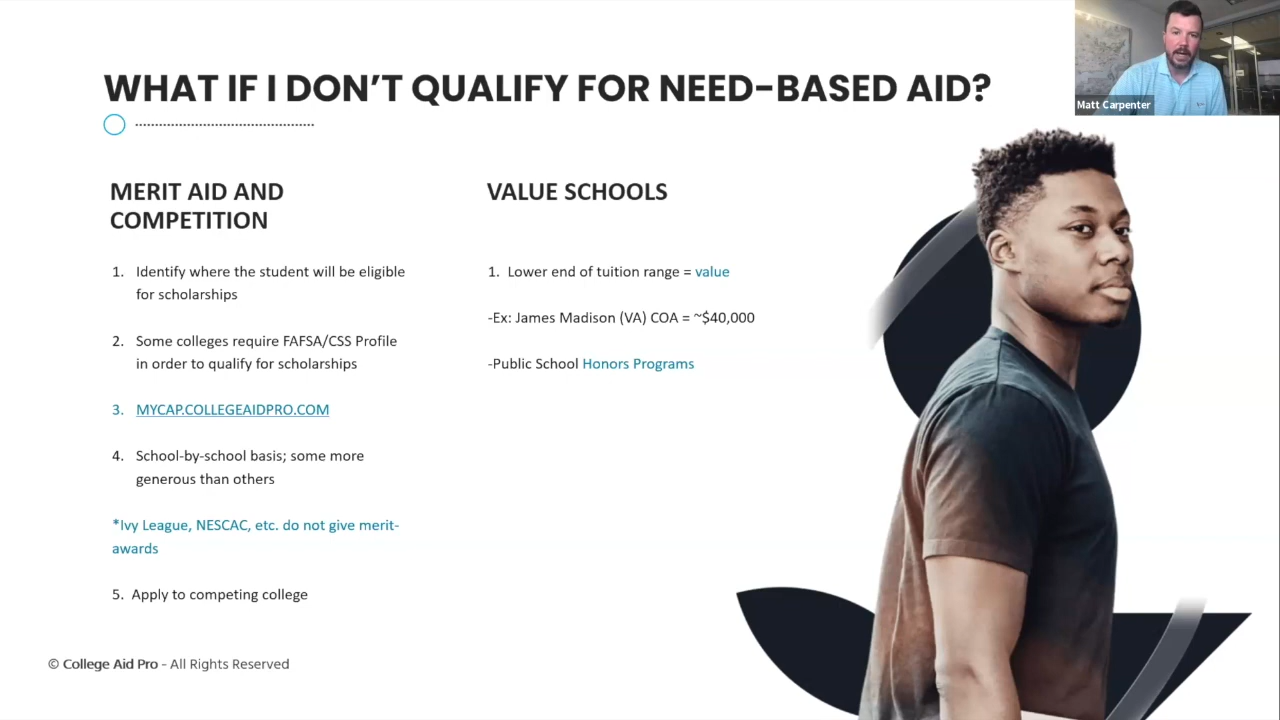 WHAT IF I DON'T QUALIFY FOR NEED-BASED AID?
Matt Carpenter
MERIT AID AND
COMPETITION
1. Identify where the student will be eligible
for scholarships
2. Some colleges require FAFSA/CSS Profile
in order to qualify for scholarships
3. MYCAP.COLLEGEAIDPRO.COM
4. School-by-school basis; some more
generous than others
*Ivy League, NESCAC, etc. do not give merit-
awards
5. Apply to competing college
VALUE SCHOOLS
1. Lower end of tuition range = value
-Ex: James Madison (VA) COA = ~$40,000
-Public School Honors Programs
© College Aid Pro - All Rights Reserved